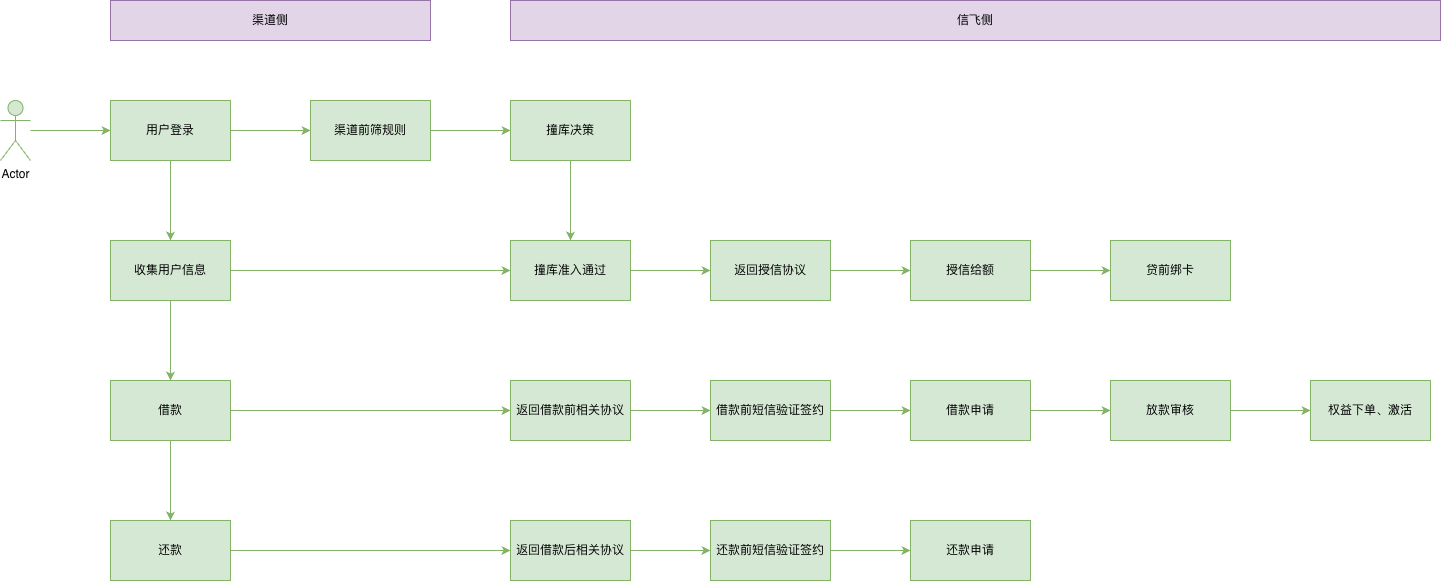 渠道侧
信飞侧
用户登录
渠道前筛规则
撞库决策
Actor
收集用户信息
撞库准入通过
返回授信协议
授信给额
贷前绑卡
借款
返回借款前相关协议
借款前短信验证签约
借款申请
放款审核
权益下单、激活
还款
返回借款后相关协议
还款前短信验证签约
还款申请